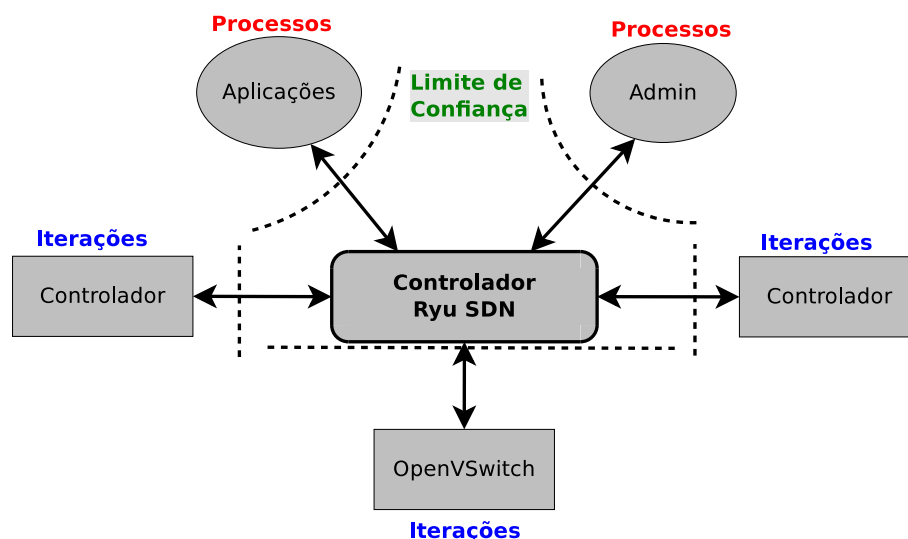 Processos
Processos
Aplicações
Limite de
Confiança
Admin
Iterações
Iterações
Controlador
Controlador
Ryu SDN
Controlador
OpenVSwitch
Iterações